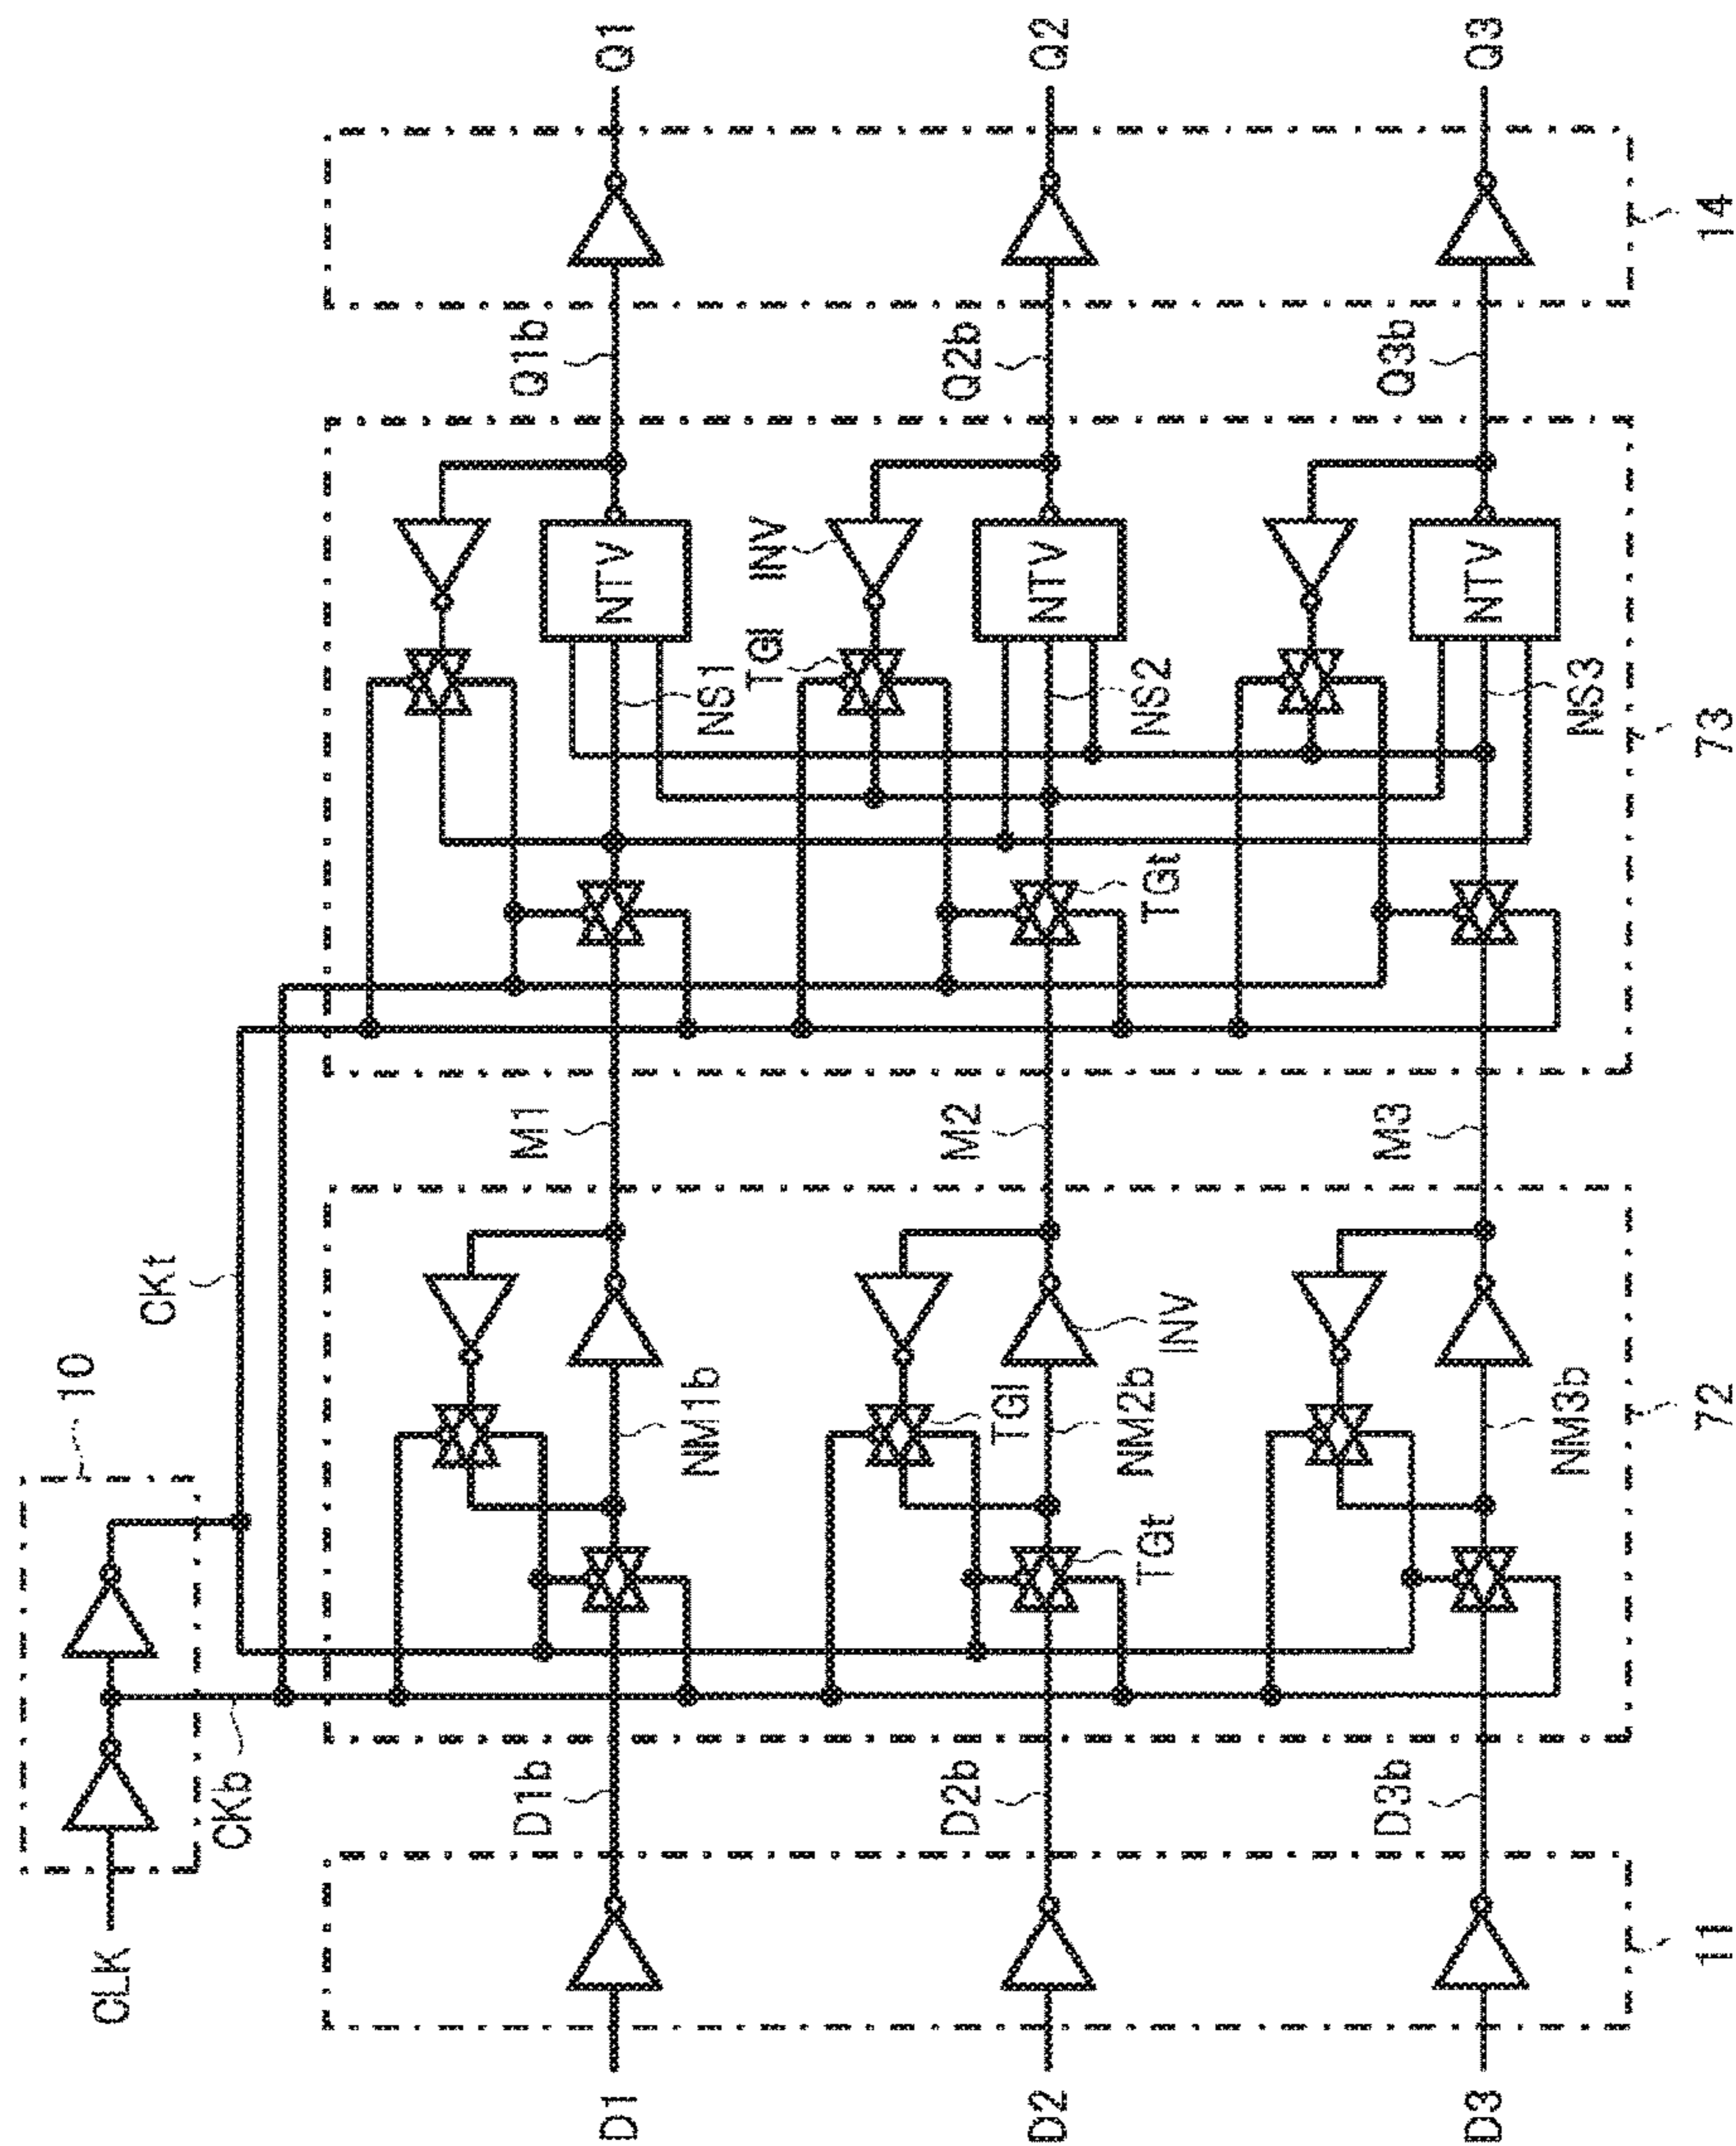 CLK
10
CKb
CKt
D1
D1b
NM1b
M1
NS1
NTV
Q1b
Q1
TGl
INV
D2
D2b
TGt
TGl
NM2b
INV
M2
TGt
NS2
NTV
Q2b
Q2
D3
D3b
NM3b
M3
NS3
NTV
Q3b
Q3
11
72
73
14